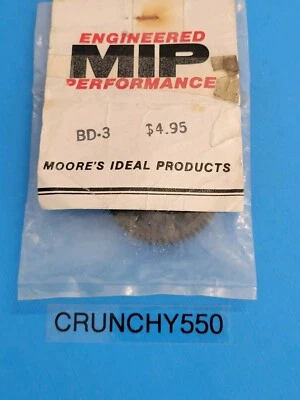 ENGINEERED
MIP
PERFORMANCE
BD-3 $4.95
MOORE'S IDEAL PRODUCTS
CRUNCHY550